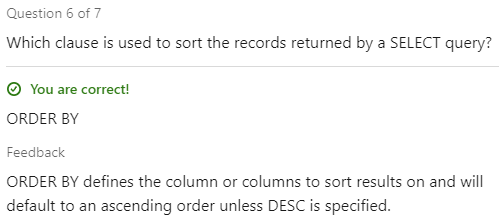 Question 6 of 7
Which clause is used to sort the records returned by a SELECT query?
You are correct!
ORDER BY
Feedback
ORDER BY defines the column or columns to sort results on and will
default to an ascending order unless DESC is specified.